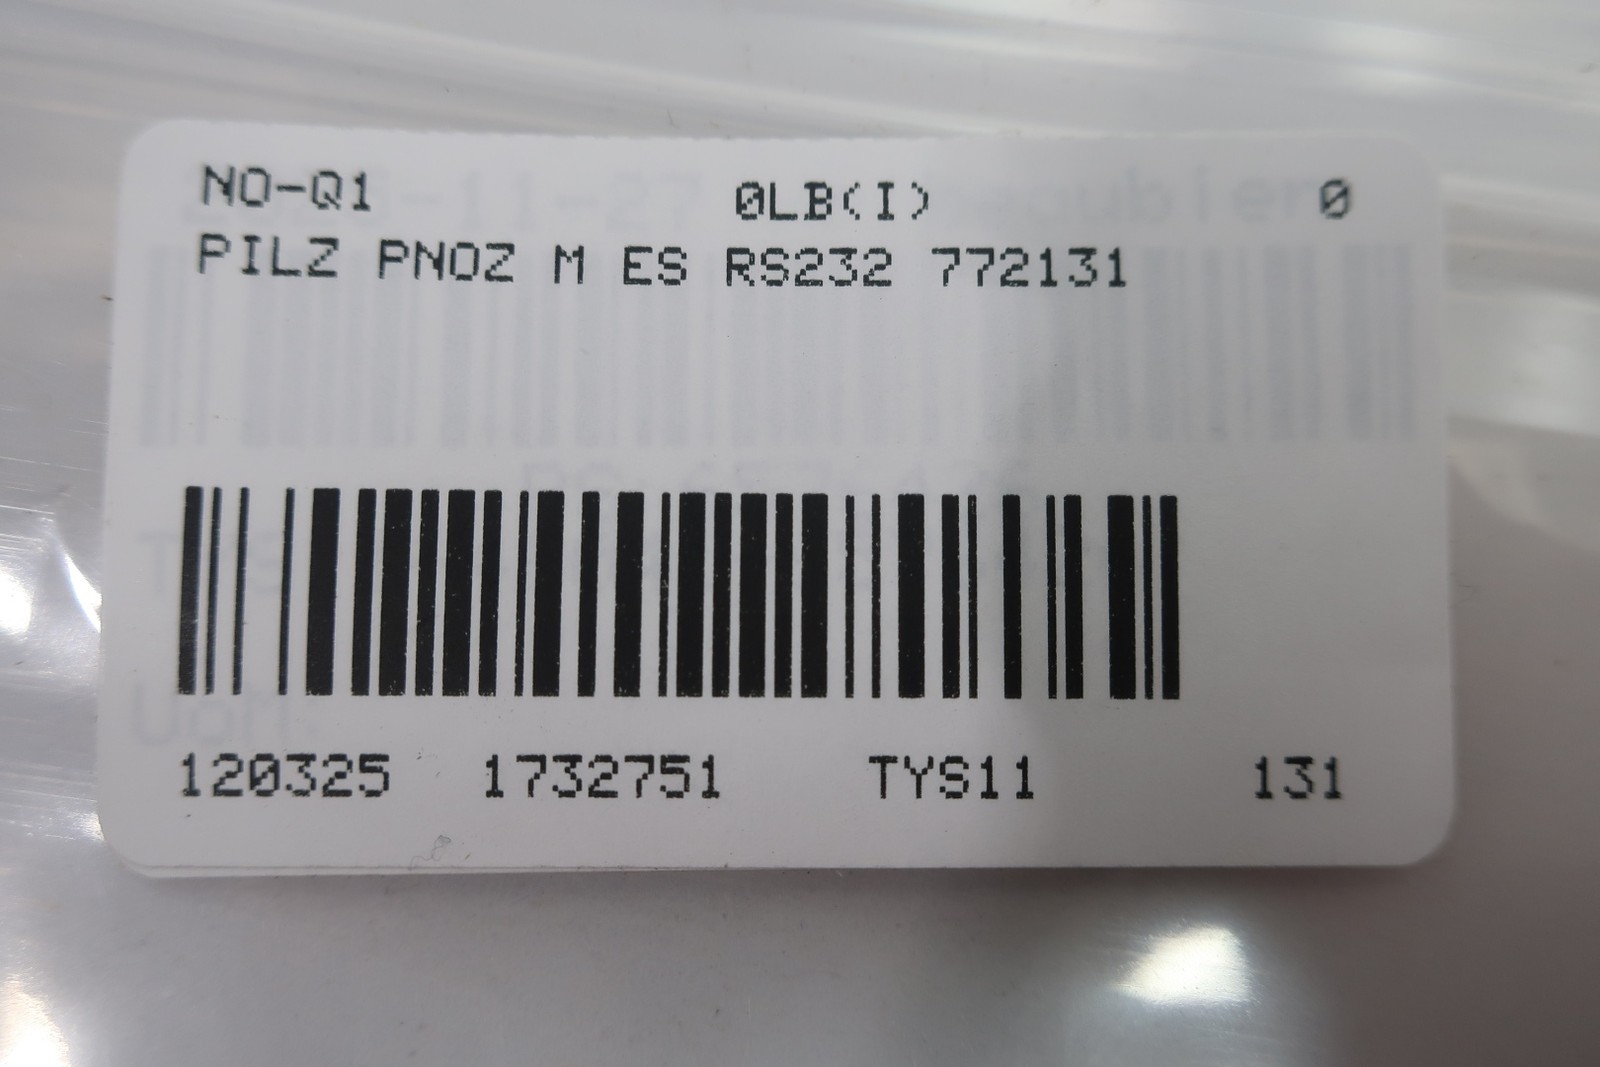 NO-Q1 0LB(I) 0
PILZ PNOZ M ES RS232 772131
120325 1732751 TYS11 131